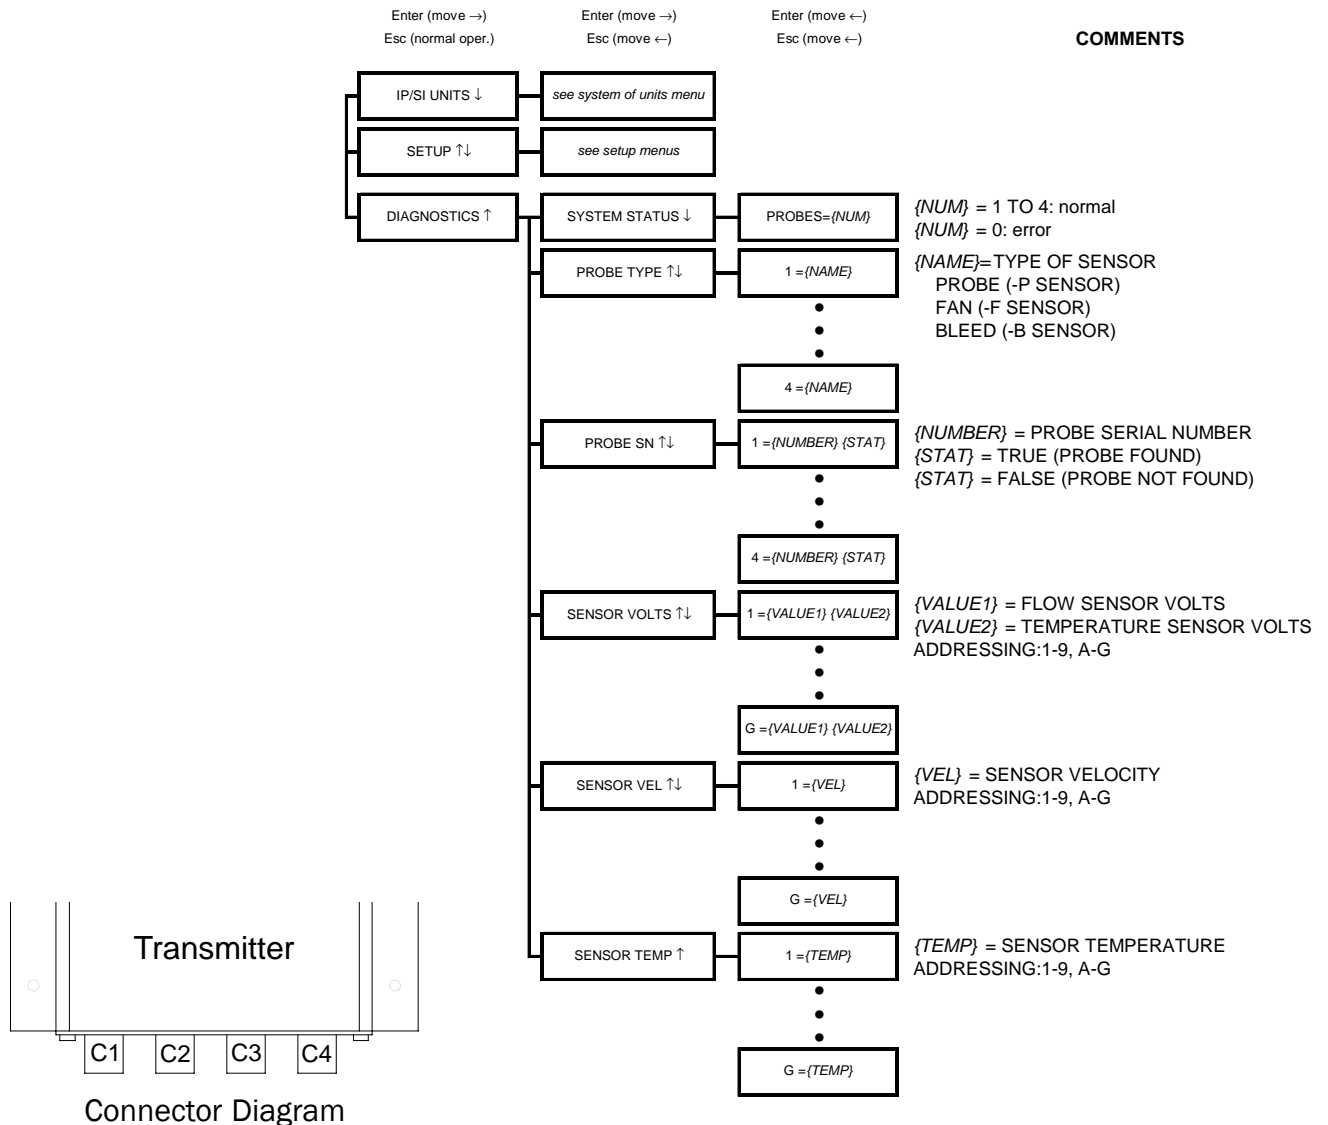 Enter (move →) Enter (move →) Enter (move ←)
Esc (normal oper.) Esc (move ←) Esc (move ←) COMMENTS
IP/SI UNITS ↓ see system of units menu
SETUP ↑↓ see setup menus
DIAGNOSTICS ↑ SYSTEM STATUS ↓ PROBES={NUM} {NUM} = 1 TO 4: normal
{NUM} = 0: error
PROBE TYPE ↑↓ 1 ={NAME} {NAME}=TYPE OF SENSOR
PROBE (-P SENSOR)
FAN (-F SENSOR)
BLEED (-B SENSOR)
4 ={NAME}
PROBE SN ↑↓ 1 ={NUMBER} {STAT} {NUMBER} = PROBE SERIAL NUMBER
{STAT} = TRUE (PROBE FOUND)
{STAT} = FALSE (PROBE NOT FOUND)
4 ={NUMBER} {STAT}
SENSOR VOLTS ↑↓ 1 ={VALUE1} {VALUE2} {VALUE1} = FLOW SENSOR VOLTS
{VALUE2} = TEMPERATURE SENSOR VOLTS
ADDRESSING:1-9, A-G
G ={VALUE1} {VALUE2}
SENSOR VEL ↑↓ 1 ={VEL} {VEL} = SENSOR VELOCITY
ADDRESSING:1-9, A-G
G ={VEL}
SENSOR TEMP ↑ 1 ={TEMP} {TEMP} = SENSOR TEMPERATURE
ADDRESSING:1-9, A-G
G ={TEMP}
Transmitter
C1 C2 C3 C4
Connector Diagram